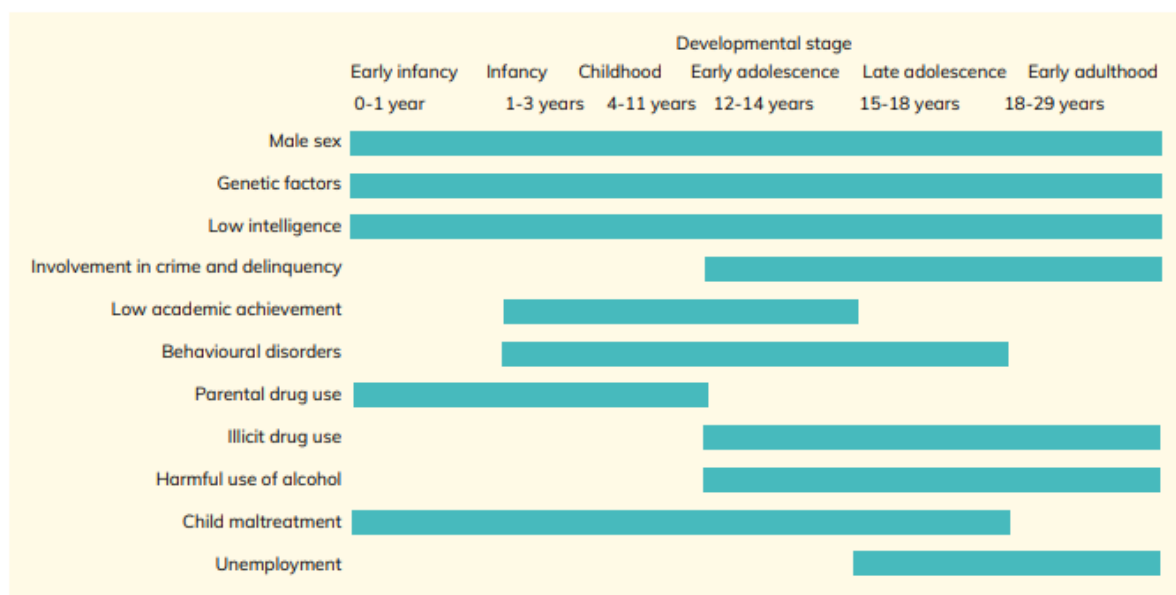 Developmental stage
Early infancy Infancy Childhood Early adolescence Late adolescence Early adulthood
0-1 year 1-3 years 4-11 years 12-14 years 15-18 years 18-29 years
Male sex
Genetic factors
Low intelligence
Involvement in crime and delinquency
Low academic achievement
Behavioural disorders
Parental drug use
Illicit drug use
Harmful use of alcohol
Child maltreatment
Unemployment